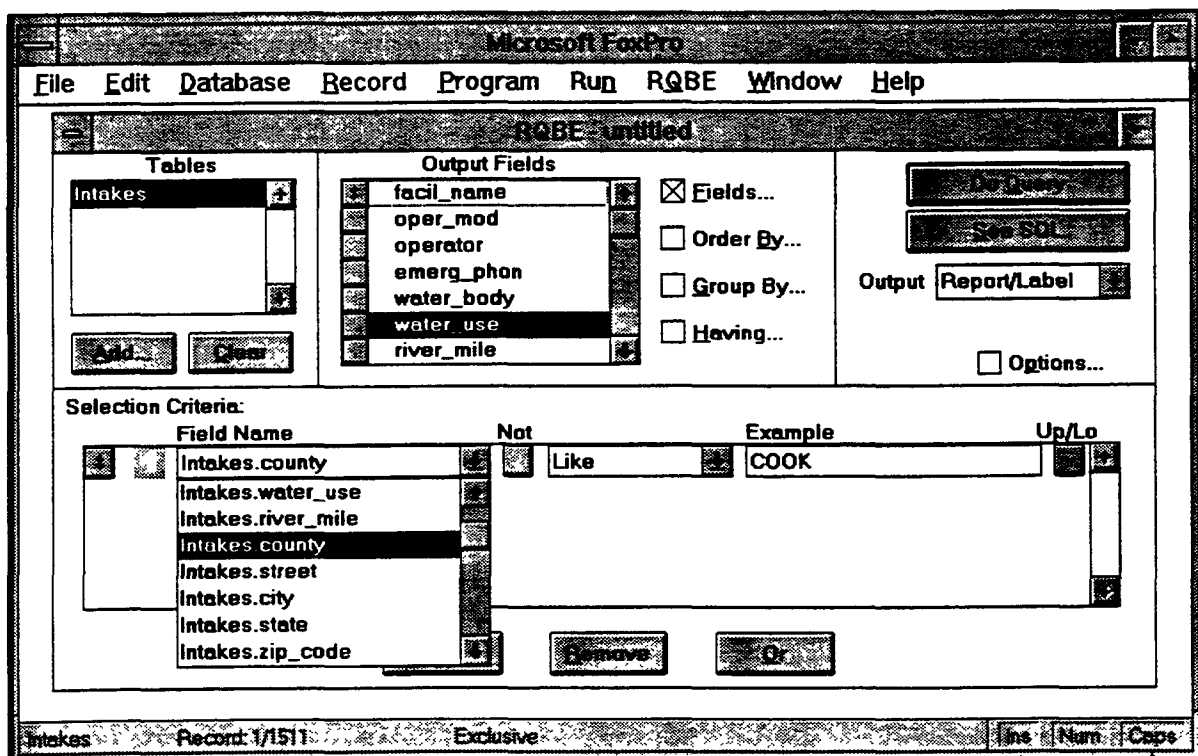 Microsoft FoxPro
File Edit Database Record Program Run RQBE Window Help
RQBE - untitled
Tables
Intakes
Add...
Clear
Output Fields
facil_name
oper_mod
operator
emerg_phon
water_body
water_use
river_mile
Fields...
Order By...
Group By...
Having...
Do Query
See SQL
Output Report/Label
Options...
Selection Criteria:
Field Name Not Example Up/Lo
Intakes.county Like COOK
Intakes.water_use
Intakes.river_mile
Intakes.county
Intakes.street
Intakes.city
Intakes.state
Intakes.zip_code
Remove Or
Intakes Record: 1/1511 Exclusive Ins Num Caps